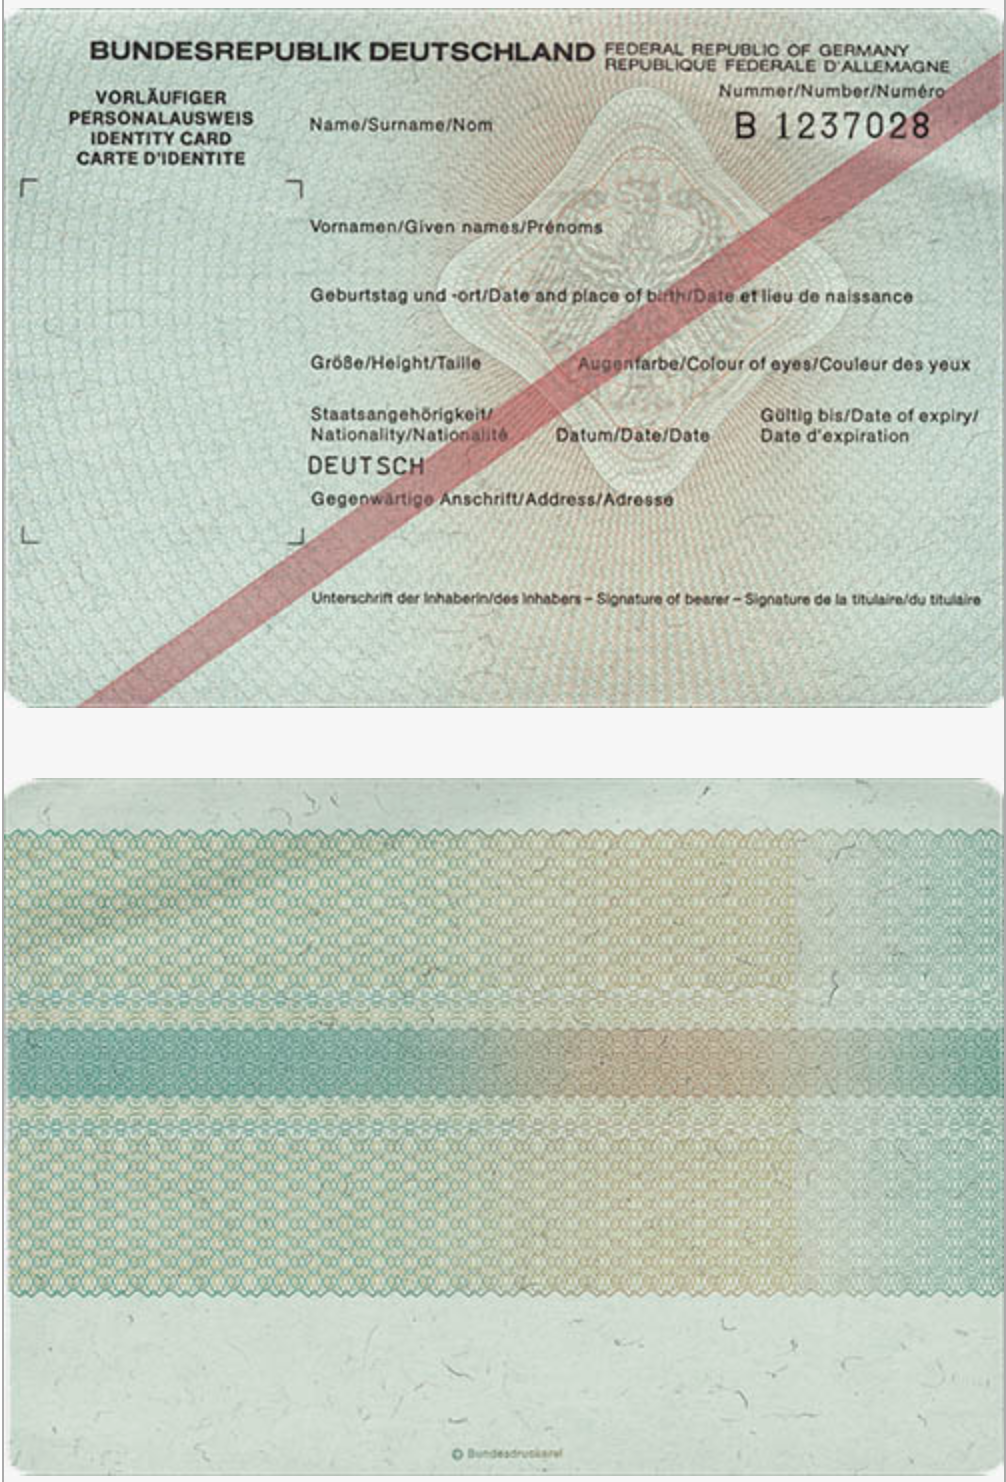 BUNDESREPUBLIK DEUTSCHLAND
FEDERAL REPUBLIC OF GERMANY
REPUBLIQUE FEDERALE D'ALLEMAGNE
VORLÄUFIGER
PERSONALAUSWEIS
IDENTITY CARD
CARTE D'IDENTITE
Nummer/Number/Numéro
B 1237028
Name/Surname/Nom
Vornamen/Given names/Prénoms
Geburtstag und -ort/Date and place of birth/Date et lieu de naissance
Größe/Height/Taille
Augenfarbe/Colour of eyes/Couleur des yeux
Staatsangehörigkeit/
Nationality/Nationalité
DEUTSCH
Datum/Date/Date
Gültig bis/Date of expiry/
Date d'expiration
Gegenwärtige Anschrift/Address/Adresse
Unterschrift der Inhaberin/des Inhabers – Signature of bearer – Signature de la titulaire/du titulaire
© Bundesdruckerei